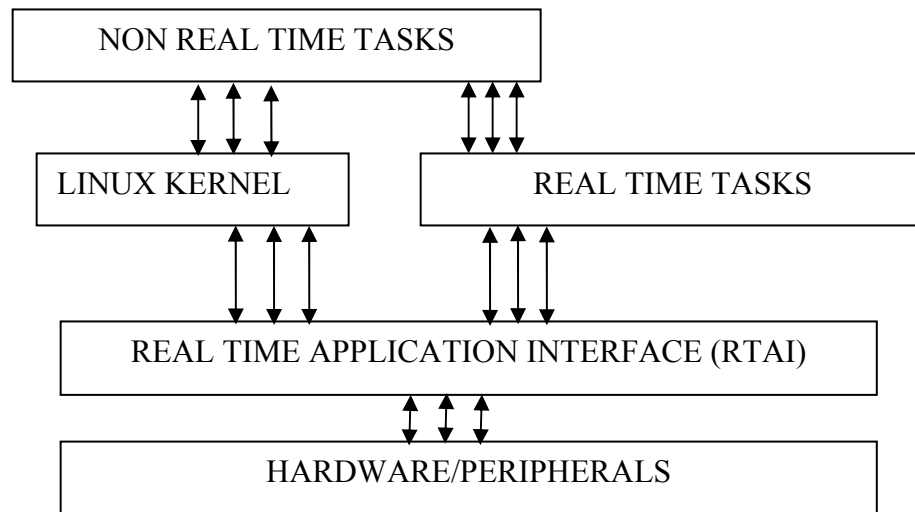 NON REAL TIME TASKS
LINUX KERNEL
REAL TIME TASKS
REAL TIME APPLICATION INTERFACE (RTAI)
HARDWARE/PERIPHERALS